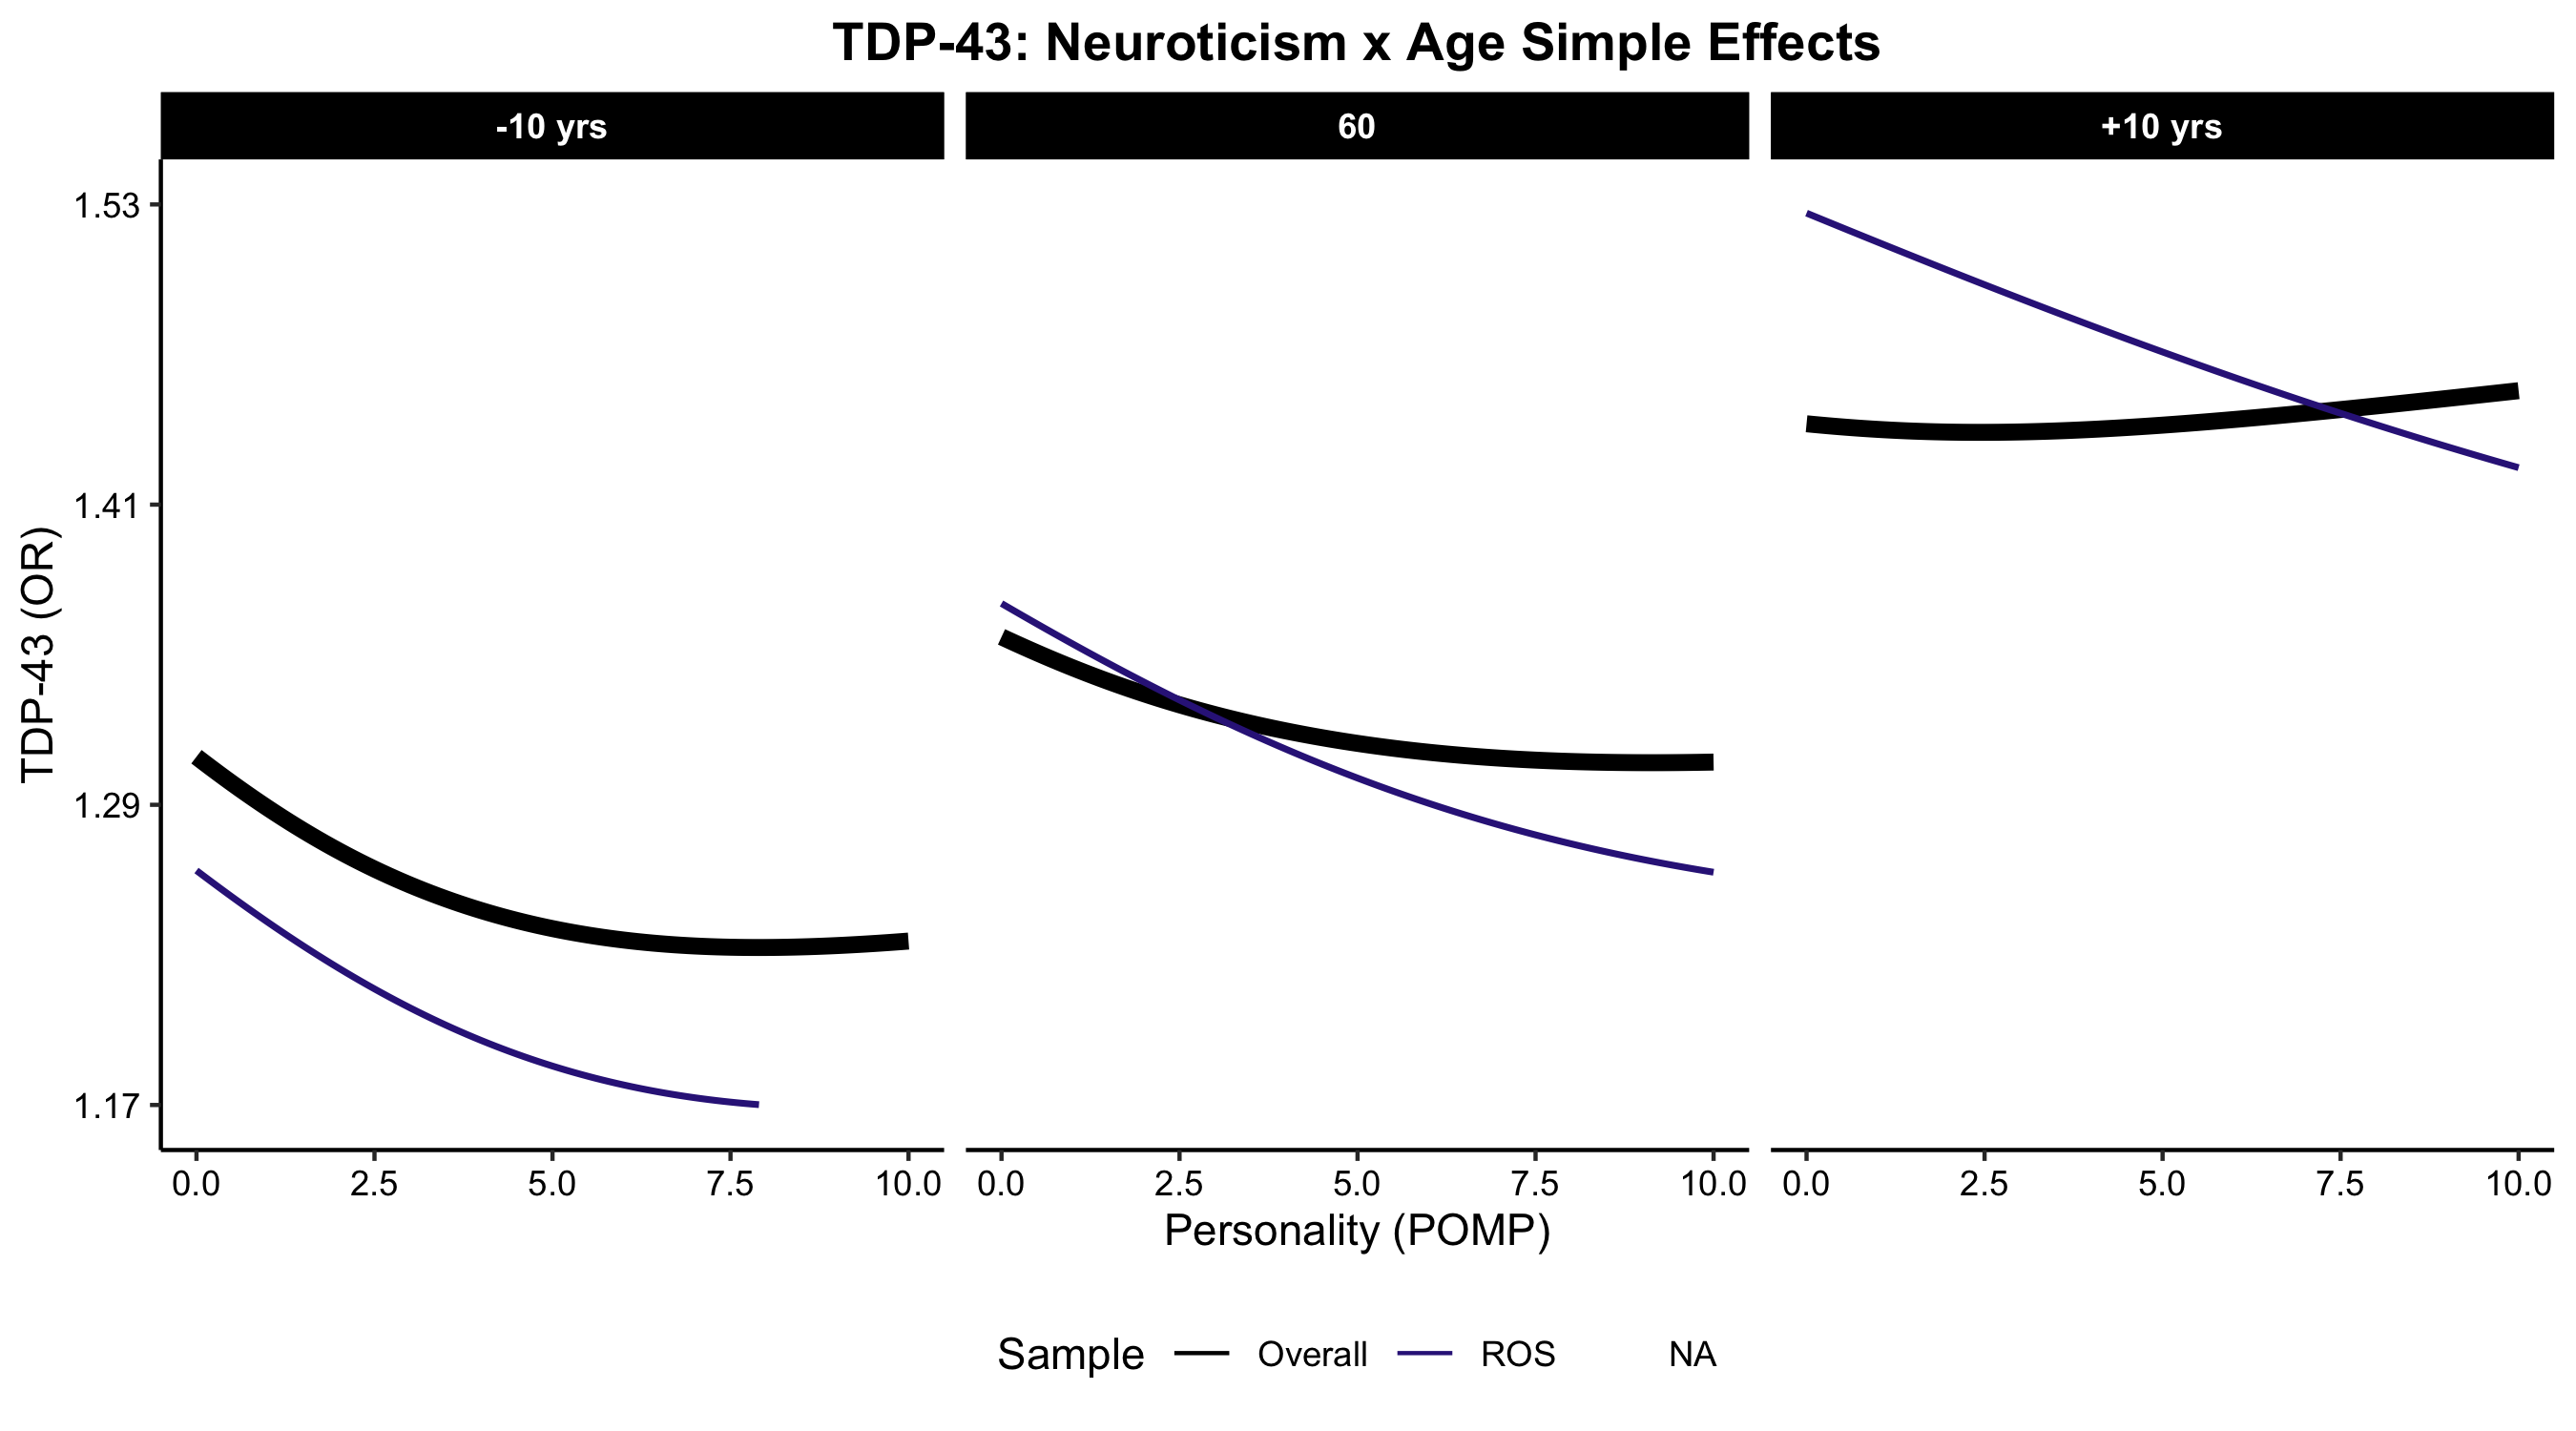 TDP-43: Neuroticism x Age Simple Effects
-10 yrs
60
+10 yrs
TDP-43 (OR)
1.53
1.41
1.29
1.17
0.0 2.5 5.0 7.5 10.0
0.0 2.5 5.0 7.5 10.0
0.0 2.5 5.0 7.5 10.0
Personality (POMP)
Sample Overall ROS NA